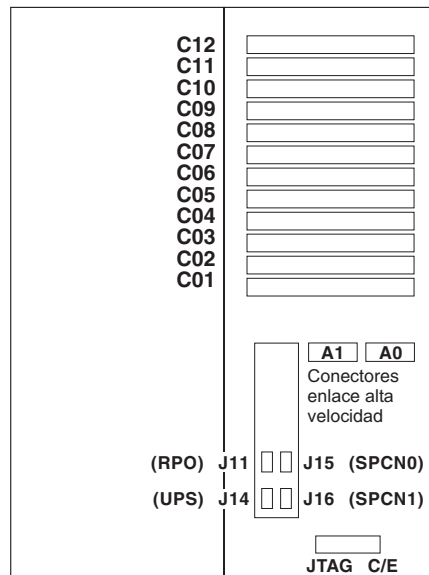 C12
C11
C10
C09
C08
C07
C06
C05
C04
C03
C02
C01
A1 A0
Conectores
enlace alta
velocidad
(RPO) J11 J15 (SPCN0)
(UPS) J14 J16 (SPCN1)
JTAG C/E